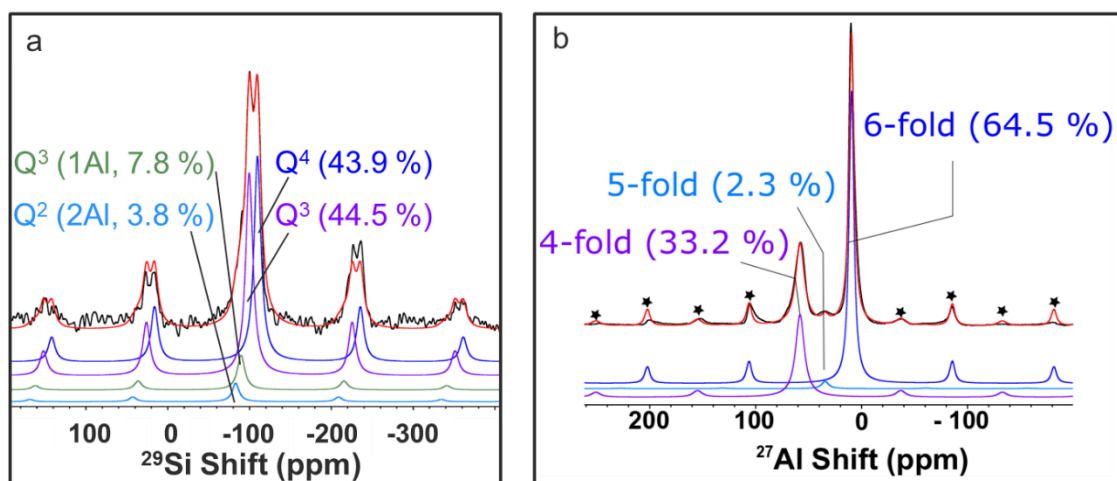 a
Q³ (1Al, 7.8 %) Q⁴ (43.9 %)
Q² (2Al, 3.8 %) Q³ (44.5 %)
100 0 -100 -200 -300
²⁹Si Shift (ppm)
b
6-fold (64.5 %)
5-fold (2.3 %)
4-fold (33.2 %)
200 100 0 - 100
²⁷Al Shift (ppm)